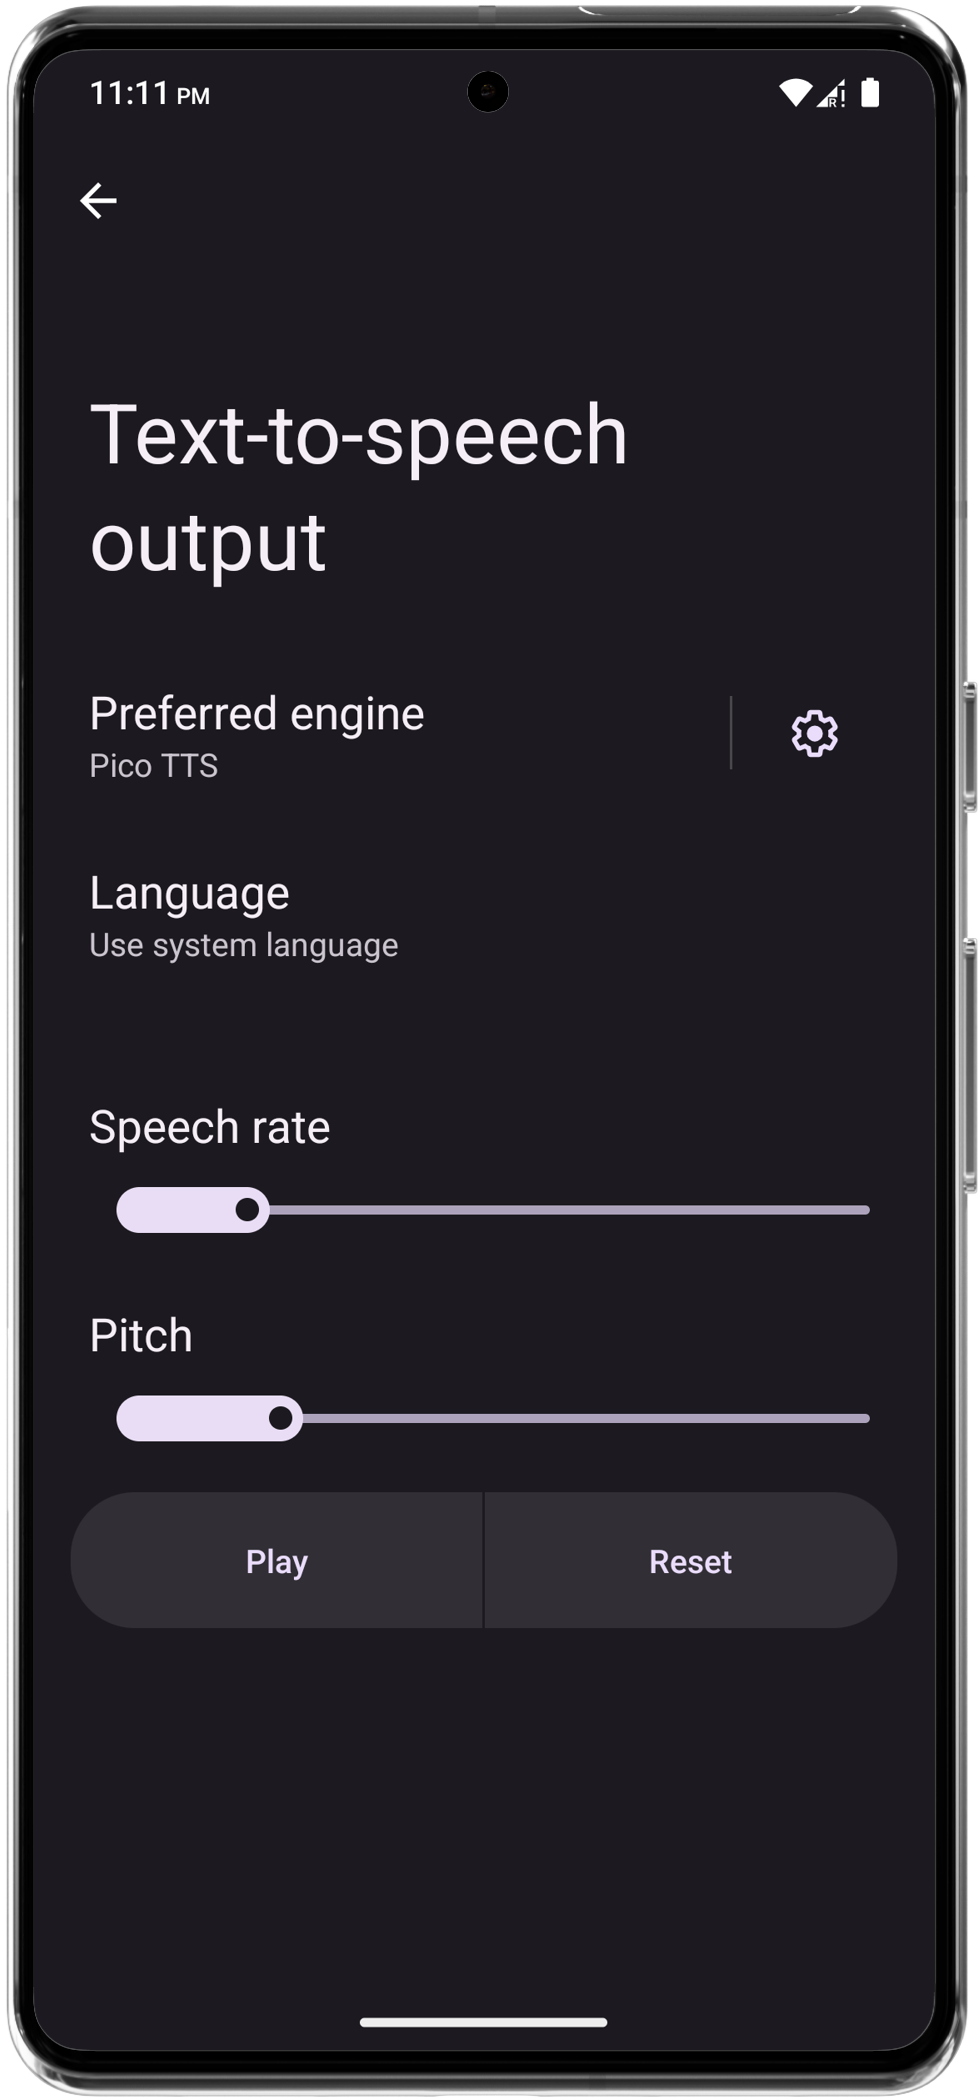 11:11 PM
R
Text-to-speech
output
Preferred engine
Pico TTS
Language
Use system language
Speech rate
Pitch
Play
Reset